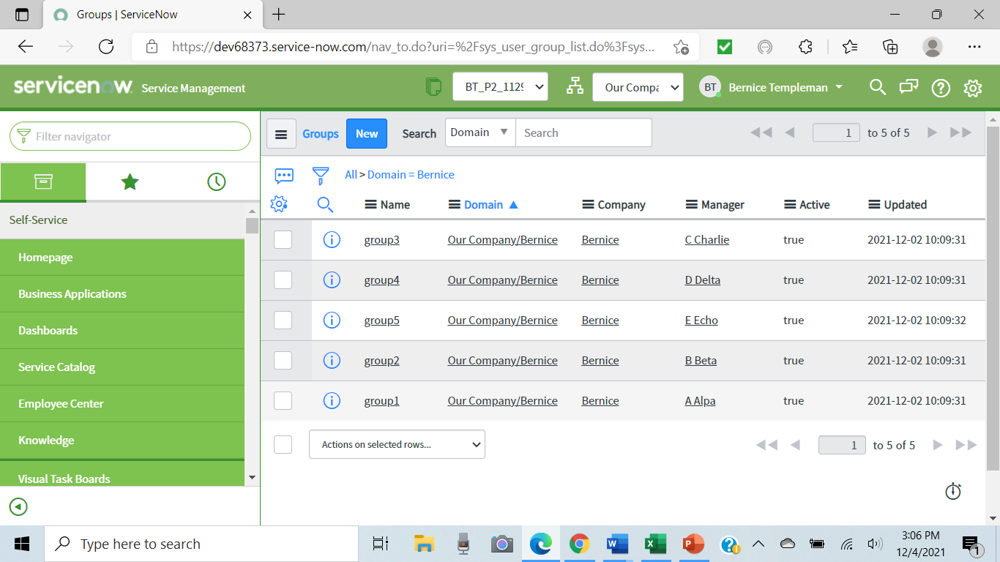 Groups | ServiceNow
https://dev68373.service-now.com/nav_to.do?uri=%2Fsys_user_group_list.do%3Fsys...
servicenow. Service Management
BT_P2_1129
Our Compa
BT Bernice Templeman
Filter navigator
Groups New Search Domain Search 1 to 5 of 5
All > Domain = Bernice
Name Domain Company Manager Active Updated
group3 Our Company/Bernice Bernice C Charlie true 2021-12-02 10:09:31
group4 Our Company/Bernice Bernice D Delta true 2021-12-02 10:09:31
group5 Our Company/Bernice Bernice E Echo true 2021-12-02 10:09:32
group2 Our Company/Bernice Bernice B Beta true 2021-12-02 10:09:31
group1 Our Company/Bernice Bernice A Alpa true 2021-12-02 10:09:31
Actions on selected rows... 1 to 5 of 5
Self-Service
Homepage
Business Applications
Dashboards
Service Catalog
Employee Center
Knowledge
Visual Task Boards
Type here to search
3:06 PM
12/4/2021
1